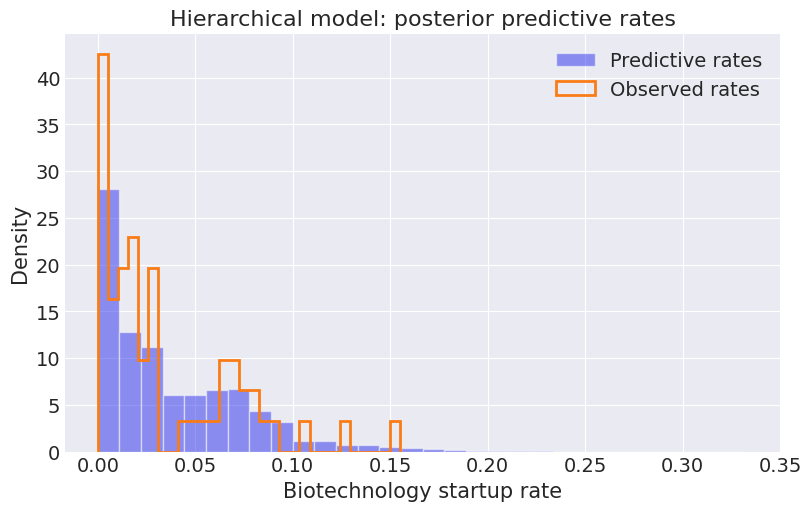 Hierarchical model: posterior predictive rates
Predictive rates
Observed rates
Density
40
35
30
25
20
15
10
5
0
0.00 0.05 0.10 0.15 0.20 0.25 0.30 0.35
Biotechnology startup rate